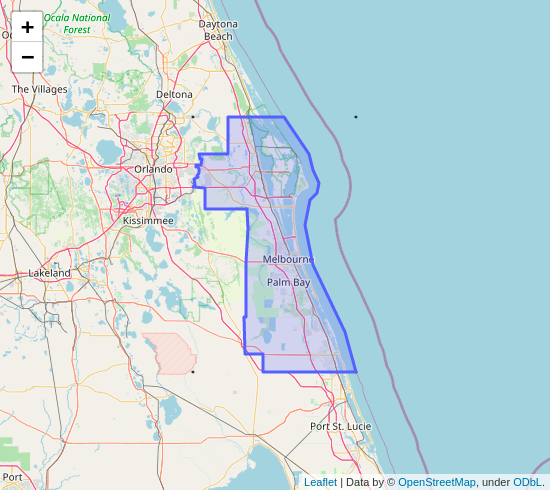 +
−
Ocala National
Forest
Oc
Daytona
Beach
The Villages
Deltona
Orlando
Kissimmee
Lakeland
Melbourne
Palm Bay
Port St. Lucie
Port
Leaflet | Data by © OpenStreetMap, under ODbL.